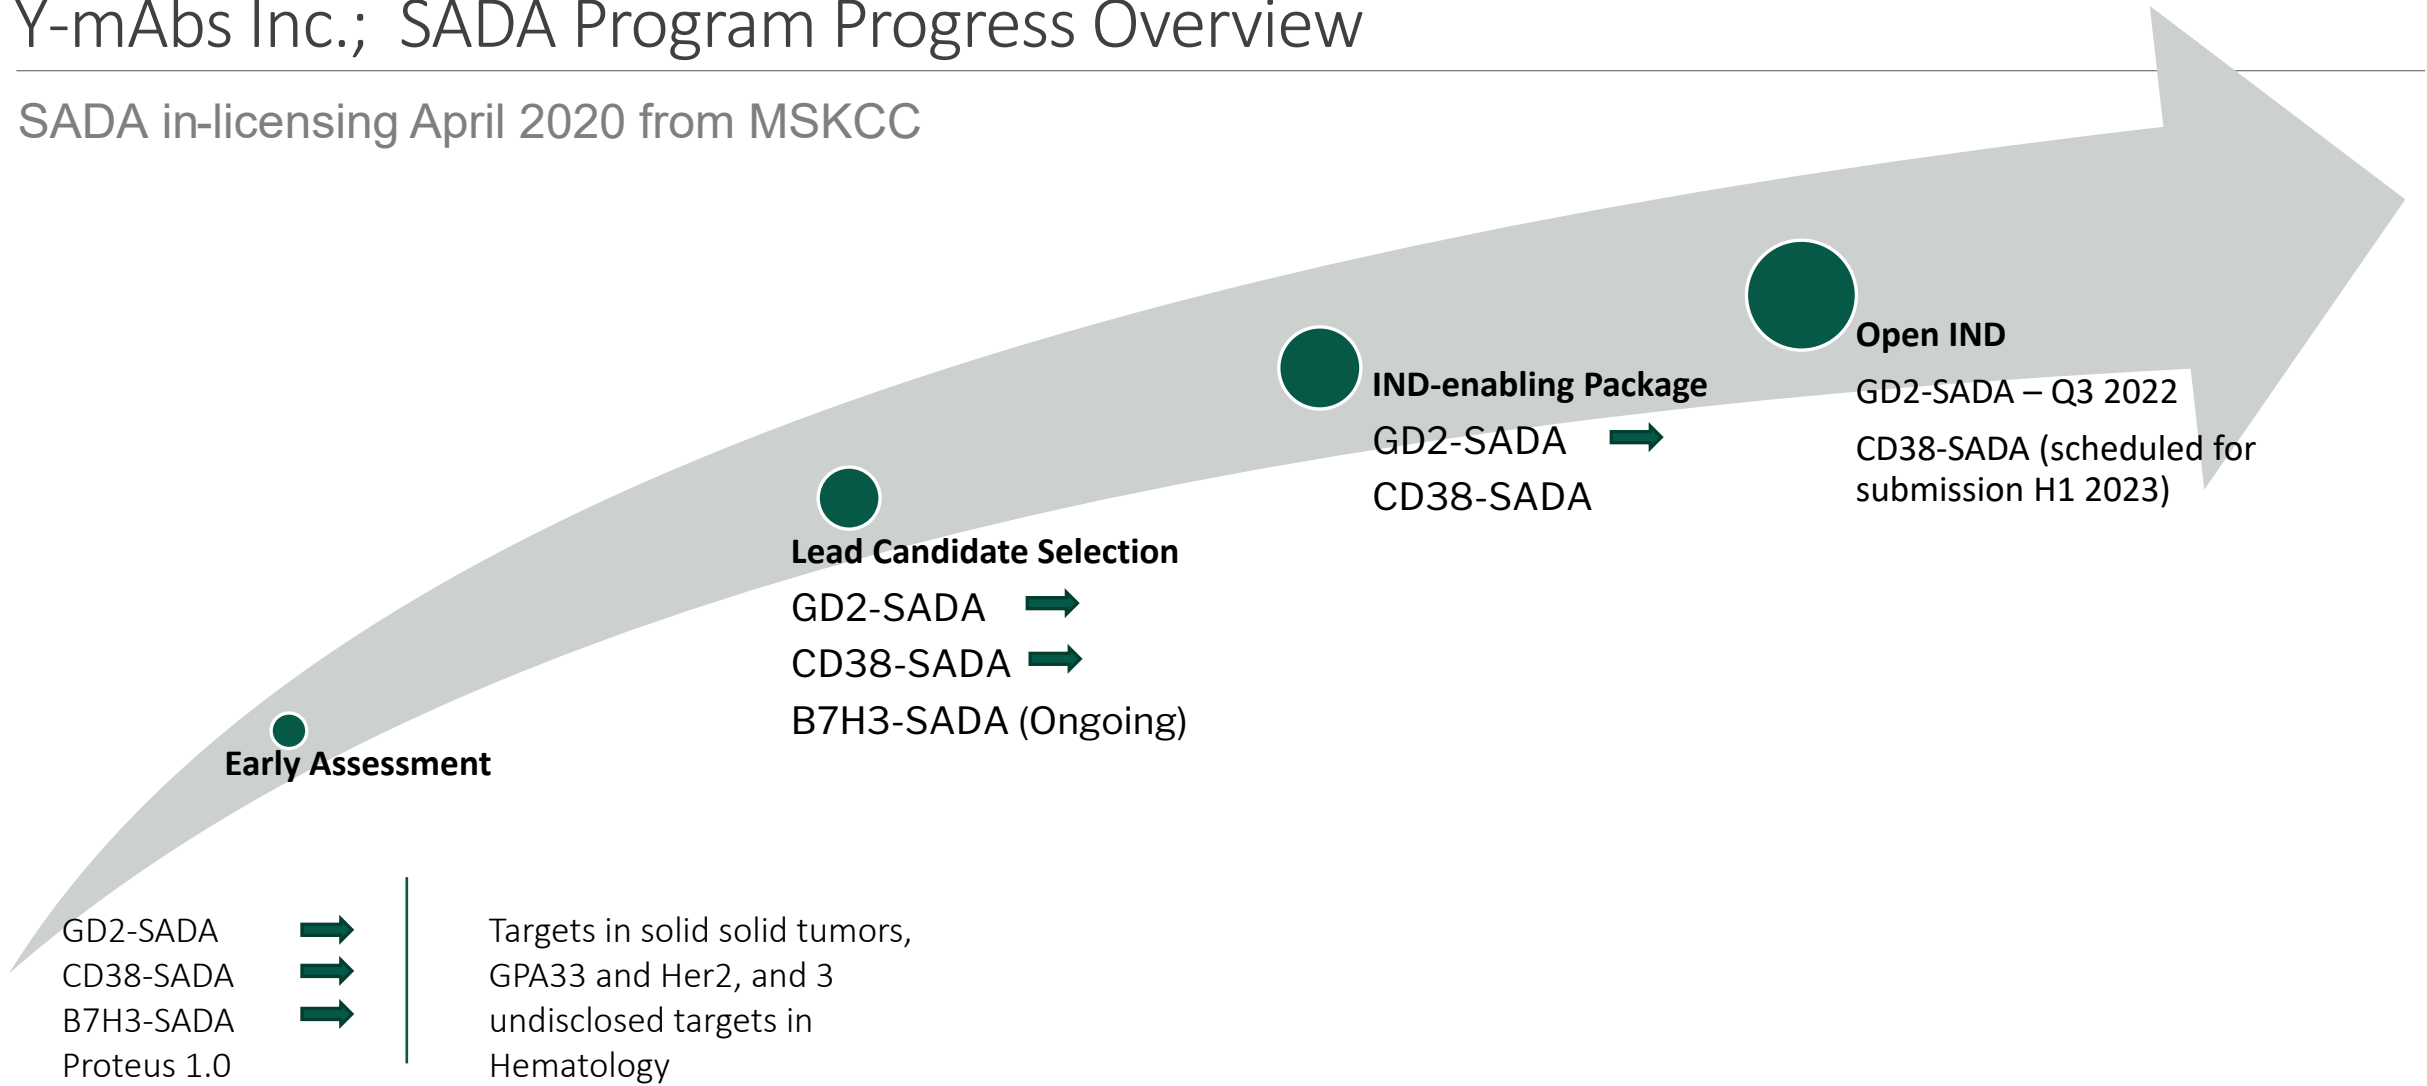 Y-mAbs Inc.; SADA Program Progress Overview
SADA in-licensing April 2020 from MSKCC
Open IND
GD2-SADA – Q3 2022
CD38-SADA (scheduled for
submission H1 2023)
IND-enabling Package
GD2-SADA
CD38-SADA
Lead Candidate Selection
GD2-SADA
CD38-SADA
B7H3-SADA (Ongoing)
Early Assessment
GD2-SADA
CD38-SADA
B7H3-SADA
Proteus 1.0
Targets in solid solid tumors,
GPA33 and Her2, and 3
undisclosed targets in
Hematology